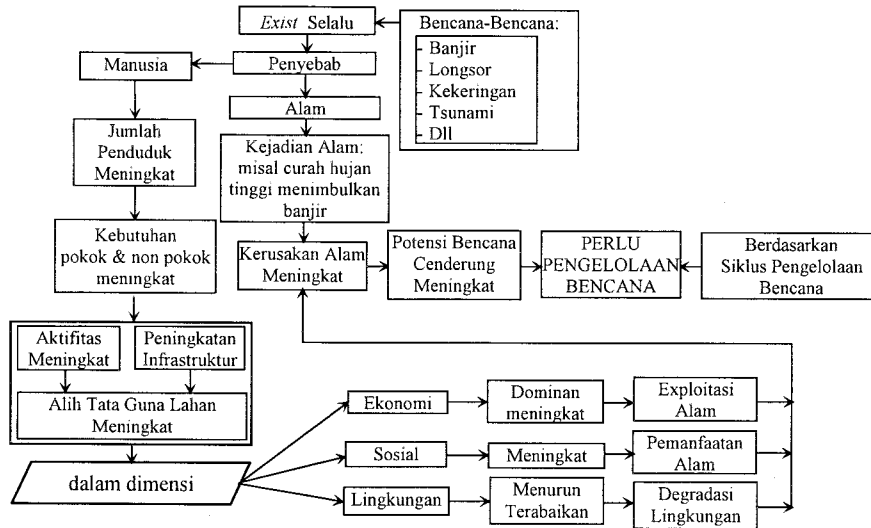 Exist Selalu
Bencana-Bencana:
- Banjir
- Longsor
- Kekeringan
- Tsunami
- Dll
Manusia
Penyebab
Alam
Jumlah
Penduduk
Meningkat
Kejadian Alam:
misal curah hujan
tinggi menimbulkan
banjir
Kebutuhan
pokok & non pokok
meningkat
Kerusakan Alam
Meningkat
Potensi Bencana
Cenderung
Meningkat
PERLU
PENGELOLAAN
BENCANA
Berdasarkan
Siklus Pengelolaan
Bencana
Aktifitas
Meningkat
Peningkatan
Infrastruktur
Alih Tata Guna Lahan
Meningkat
dalam dimensi
Ekonomi
Dominan
meningkat
Exploitasi
Alam
Sosial
Meningkat
Pemanfaatan
Alam
Lingkungan
Menurun
Terabaikan
Degradasi
Lingkungan